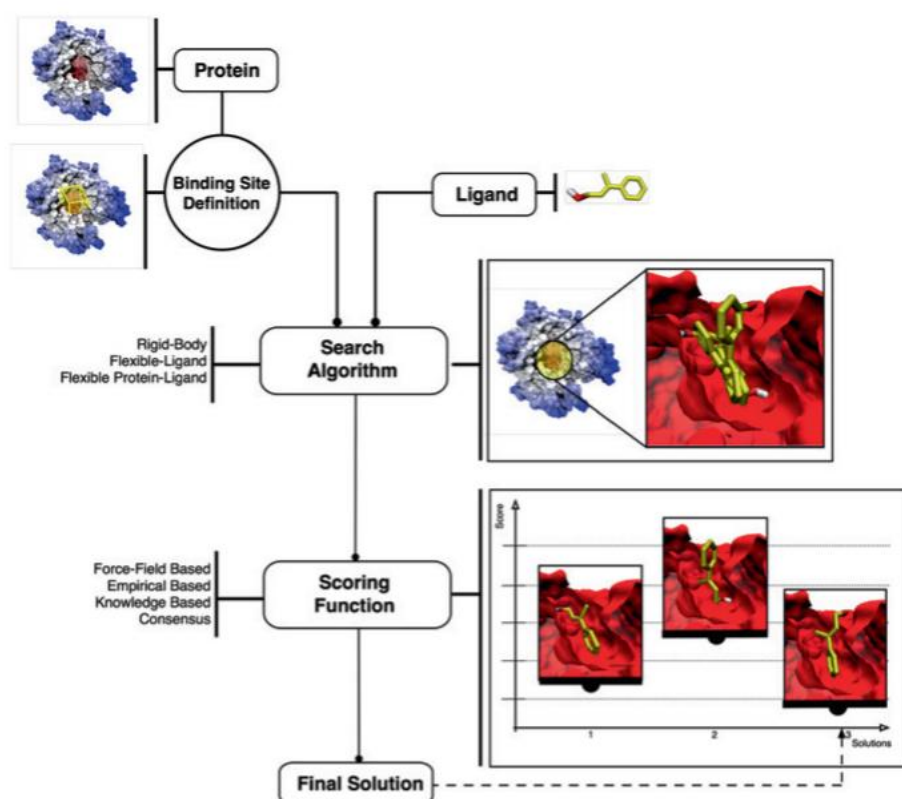 Protein
Binding Site
Definition
Ligand
Rigid-Body
Flexible-Ligand
Flexible Protein-Ligand
Search
Algorithm
Force-Field Based
Empirical Based
Knowledge Based
Consensus
Scoring
Function
Score
1
2
3
Solutions
Final Solution